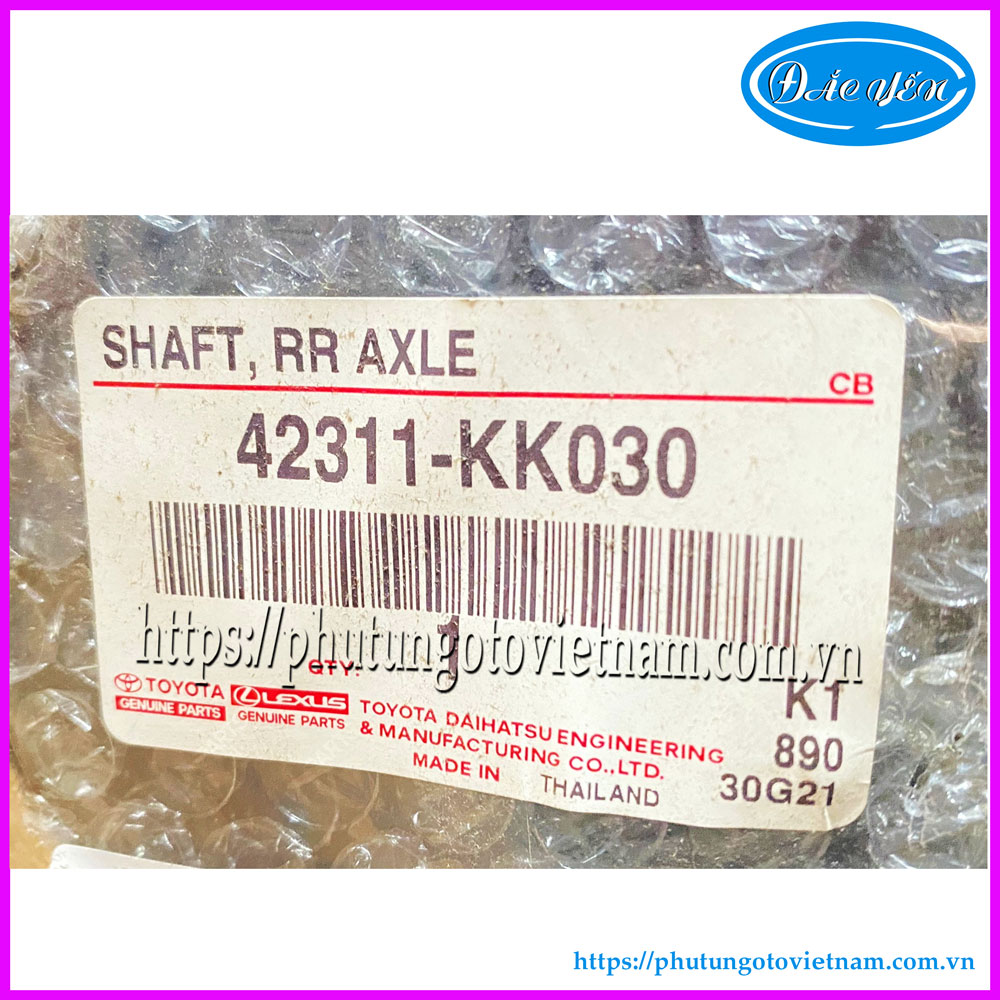 ĐẮC YẾN
SHAFT, RR AXLE
CB
42311-KK030
https://phutungotovietnam.com.vn
QTY: 1
K1
TOYOTA
GENUINE PARTS
LEXUS
GENUINE PARTS
TOYOTA DAIHATSU ENGINEERING
& MANUFACTURING CO.,LTD.
890
MADE IN THAILAND
30G21
https://phutungotovietnam.com.vn